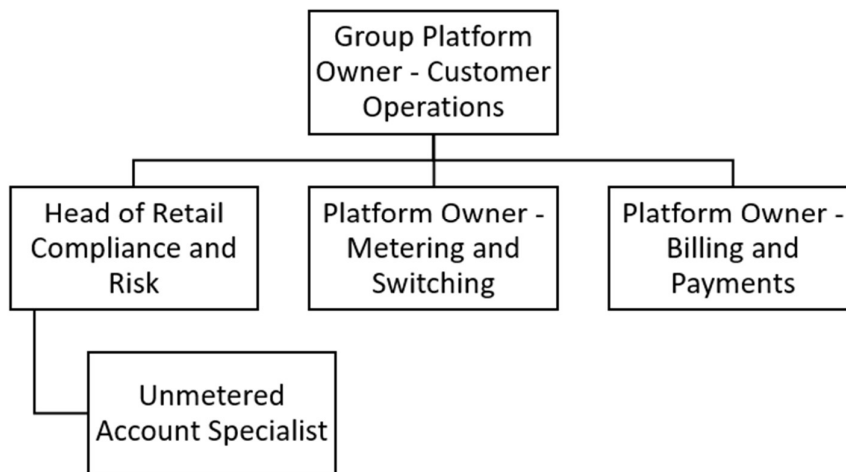 Group Platform
Owner - Customer
Operations
Head of Retail
Compliance and
Risk
Platform Owner -
Metering and
Switching
Platform Owner -
Billing and
Payments
Unmetered
Account Specialist